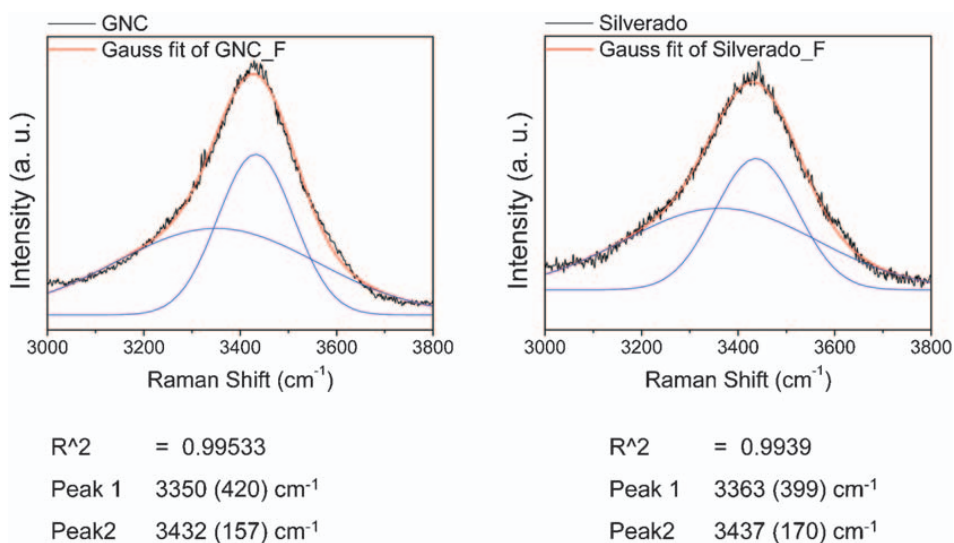 GNC
Gauss fit of GNC_F
Intensity (a. u.)
3000 3200 3400 3600 3800
Raman Shift (cm-1)
R^2 = 0.99533
Peak 1 3350 (420) cm-1
Peak2 3432 (157) cm-1
Silverado
Gauss fit of Silverado_F
Intensity (a. u.)
3000 3200 3400 3600 3800
Raman Shift (cm-1)
R^2 = 0.9939
Peak 1 3363 (399) cm-1
Peak2 3437 (170) cm-1